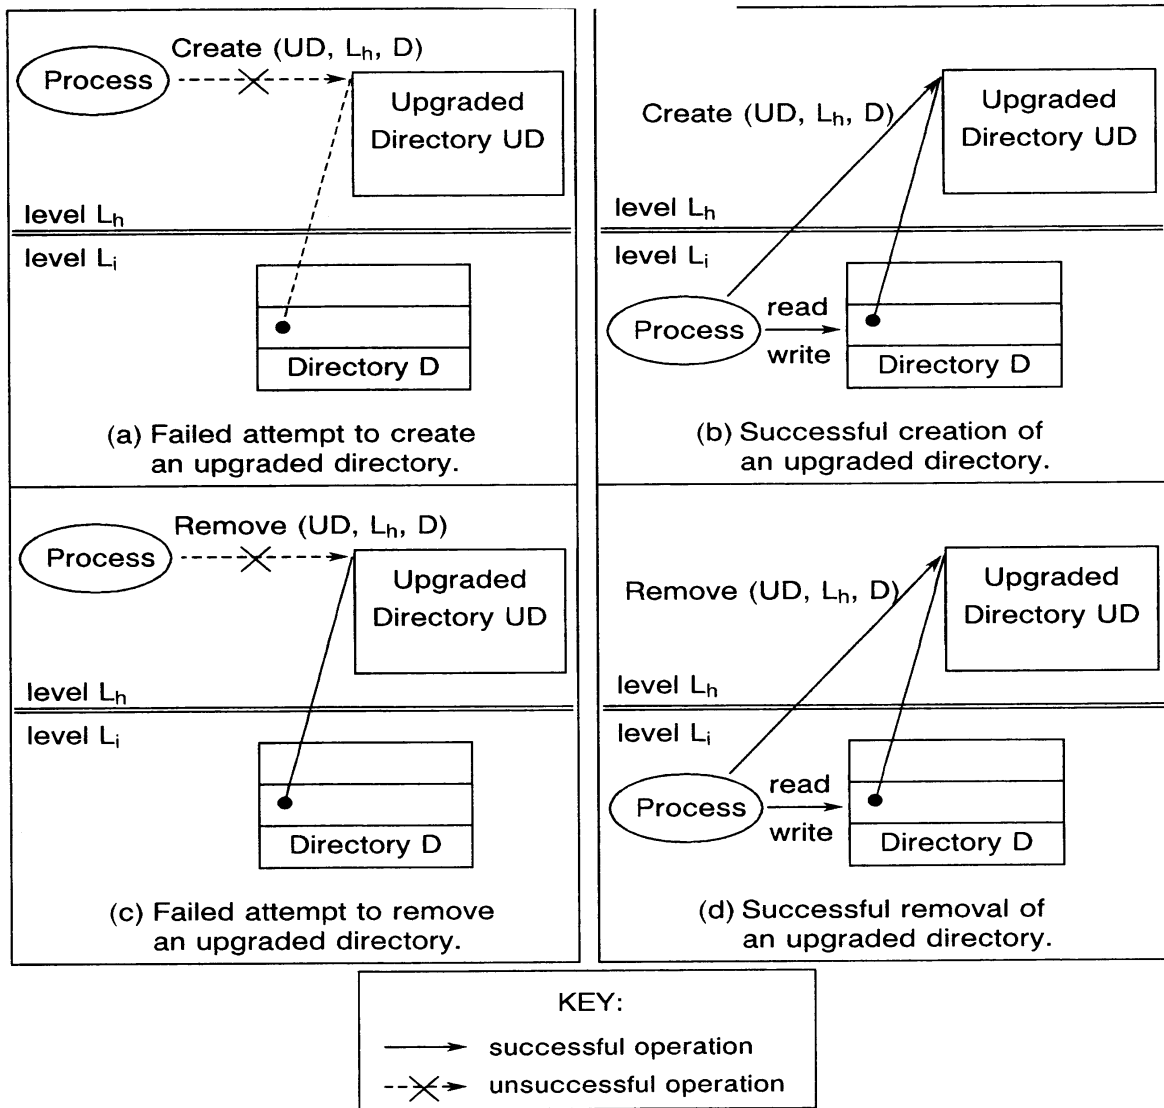 Create (UD, Lh, D)
Process
Upgraded
Directory UD
level Lh
level Li
Directory D
(a) Failed attempt to create
an upgraded directory.
Create (UD, Lh, D)
Upgraded
Directory UD
level Lh
level Li
Process
read
write
Directory D
(b) Successful creation of
an upgraded directory.
Remove (UD, Lh, D)
Process
Upgraded
Directory UD
level Lh
level Li
Directory D
(c) Failed attempt to remove
an upgraded directory.
Remove (UD, Lh, D)
Upgraded
Directory UD
level Lh
level Li
Process
read
write
Directory D
(d) Successful removal of
an upgraded directory.
KEY:
successful operation
unsuccessful operation